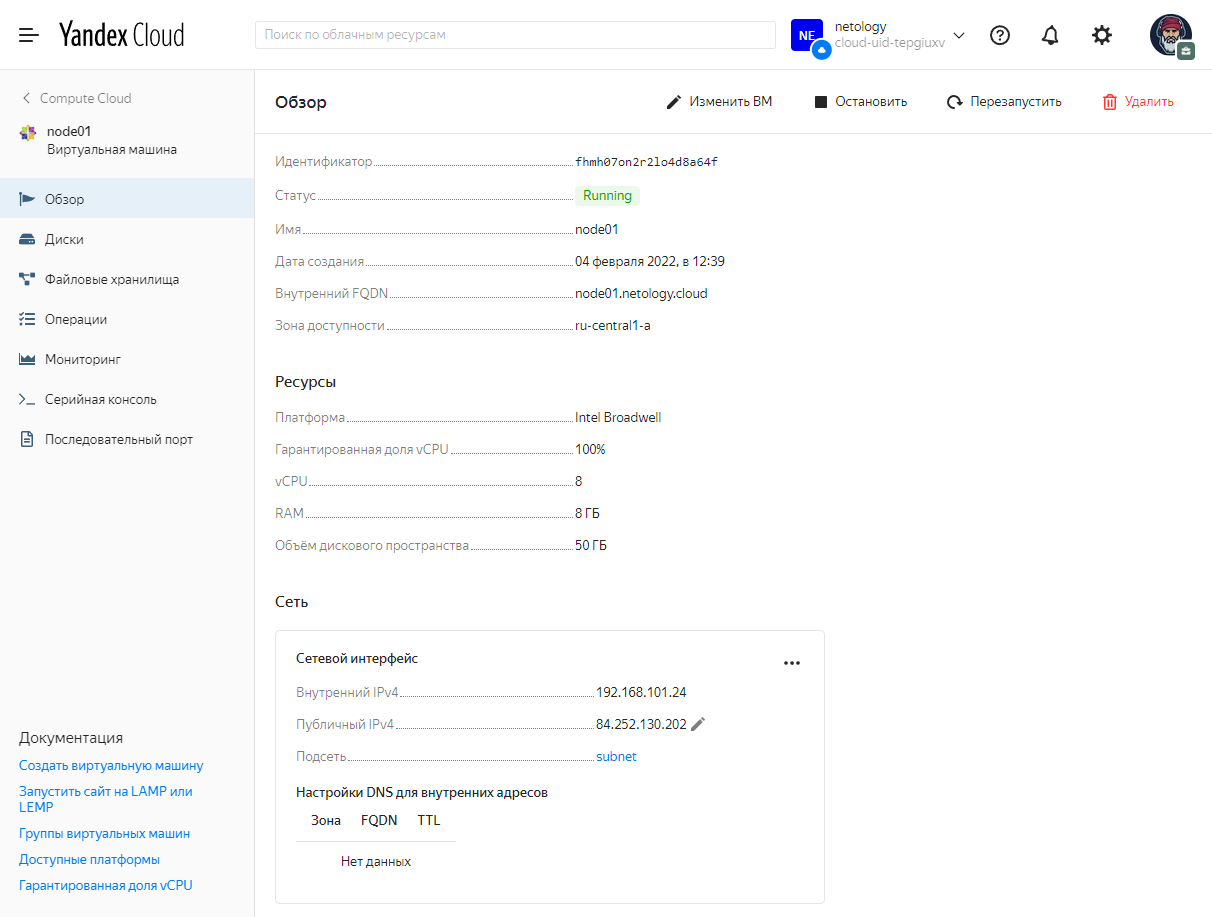 Yandex Cloud
Поиск по облачным ресурсам
NE
netology
cloud-uid-tepgiuxv
Compute Cloud
node01
Виртуальная машина
Обзор
Диски
Файловые хранилища
Операции
Мониторинг
Серийная консоль
Последовательный порт
Документация
Создать виртуальную машину
Запустить сайт на LAMP или
LEMP
Группы виртуальных машин
Доступные платформы
Гарантированная доля vCPU
Обзор
Изменить ВМ
Остановить
Перезапустить
Удалить
Идентификатор fhmh07on2r2lo4d8a64f
Статус Running
Имя node01
Дата создания 04 февраля 2022, в 12:39
Внутренний FQDN node01.netology.cloud
Зона доступности ru-central1-a
Ресурсы
Платформа Intel Broadwell
Гарантированная доля vCPU 100%
vCPU 8
RAM 8 ГБ
Объём дискового пространства 50 ГБ
Сеть
Сетевой интерфейс
Внутренний IPv4 192.168.101.24
Публичный IPv4 84.252.130.202
Подсеть subnet
Настройки DNS для внутренних адресов
Зона FQDN TTL
Нет данных